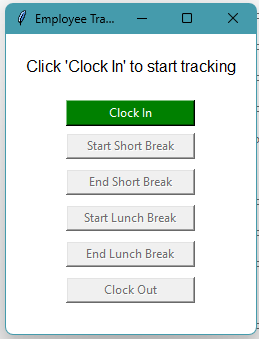 Employee Tra...
Click 'Clock In' to start tracking
Clock In
Start Short Break
End Short Break
Start Lunch Break
End Lunch Break
Clock Out